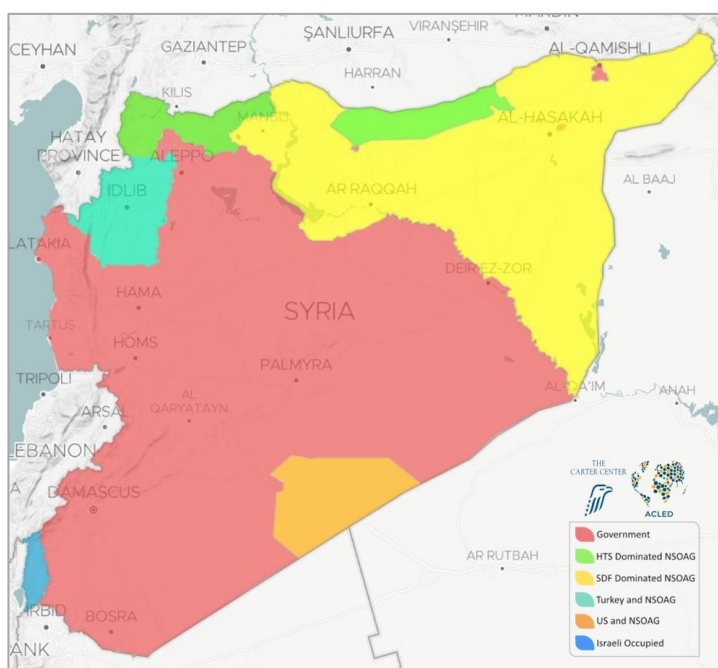 CEYHAN
GAZIANTEP
ŞANLIURFA
VIRANŞEHIR
KILIS
HARRAN
AL-QAMISHLI
HATAY
PROVINCE
MANBIJ
AL-HASAKAH
ALEPPO
IDLIB
AR RAQQAH
AL BAAJ
LATAKIA
DEIR EZ-ZOR
HAMA
SYRIA
TARTUS
HOMS
TRIPOLI
PALMYRA
AL-QA'IM
ANAH
AL
QARYATAYN
ARSAL
LEBANON
DAMASCUS
THE
CARTER CENTER
ACLED
AR RUTBAH
IRBID
BOSRA
ANK
Government
HTS Dominated NSOAG
SDF Dominated NSOAG
Turkey and NSOAG
US and NSOAG
Israeli Occupied